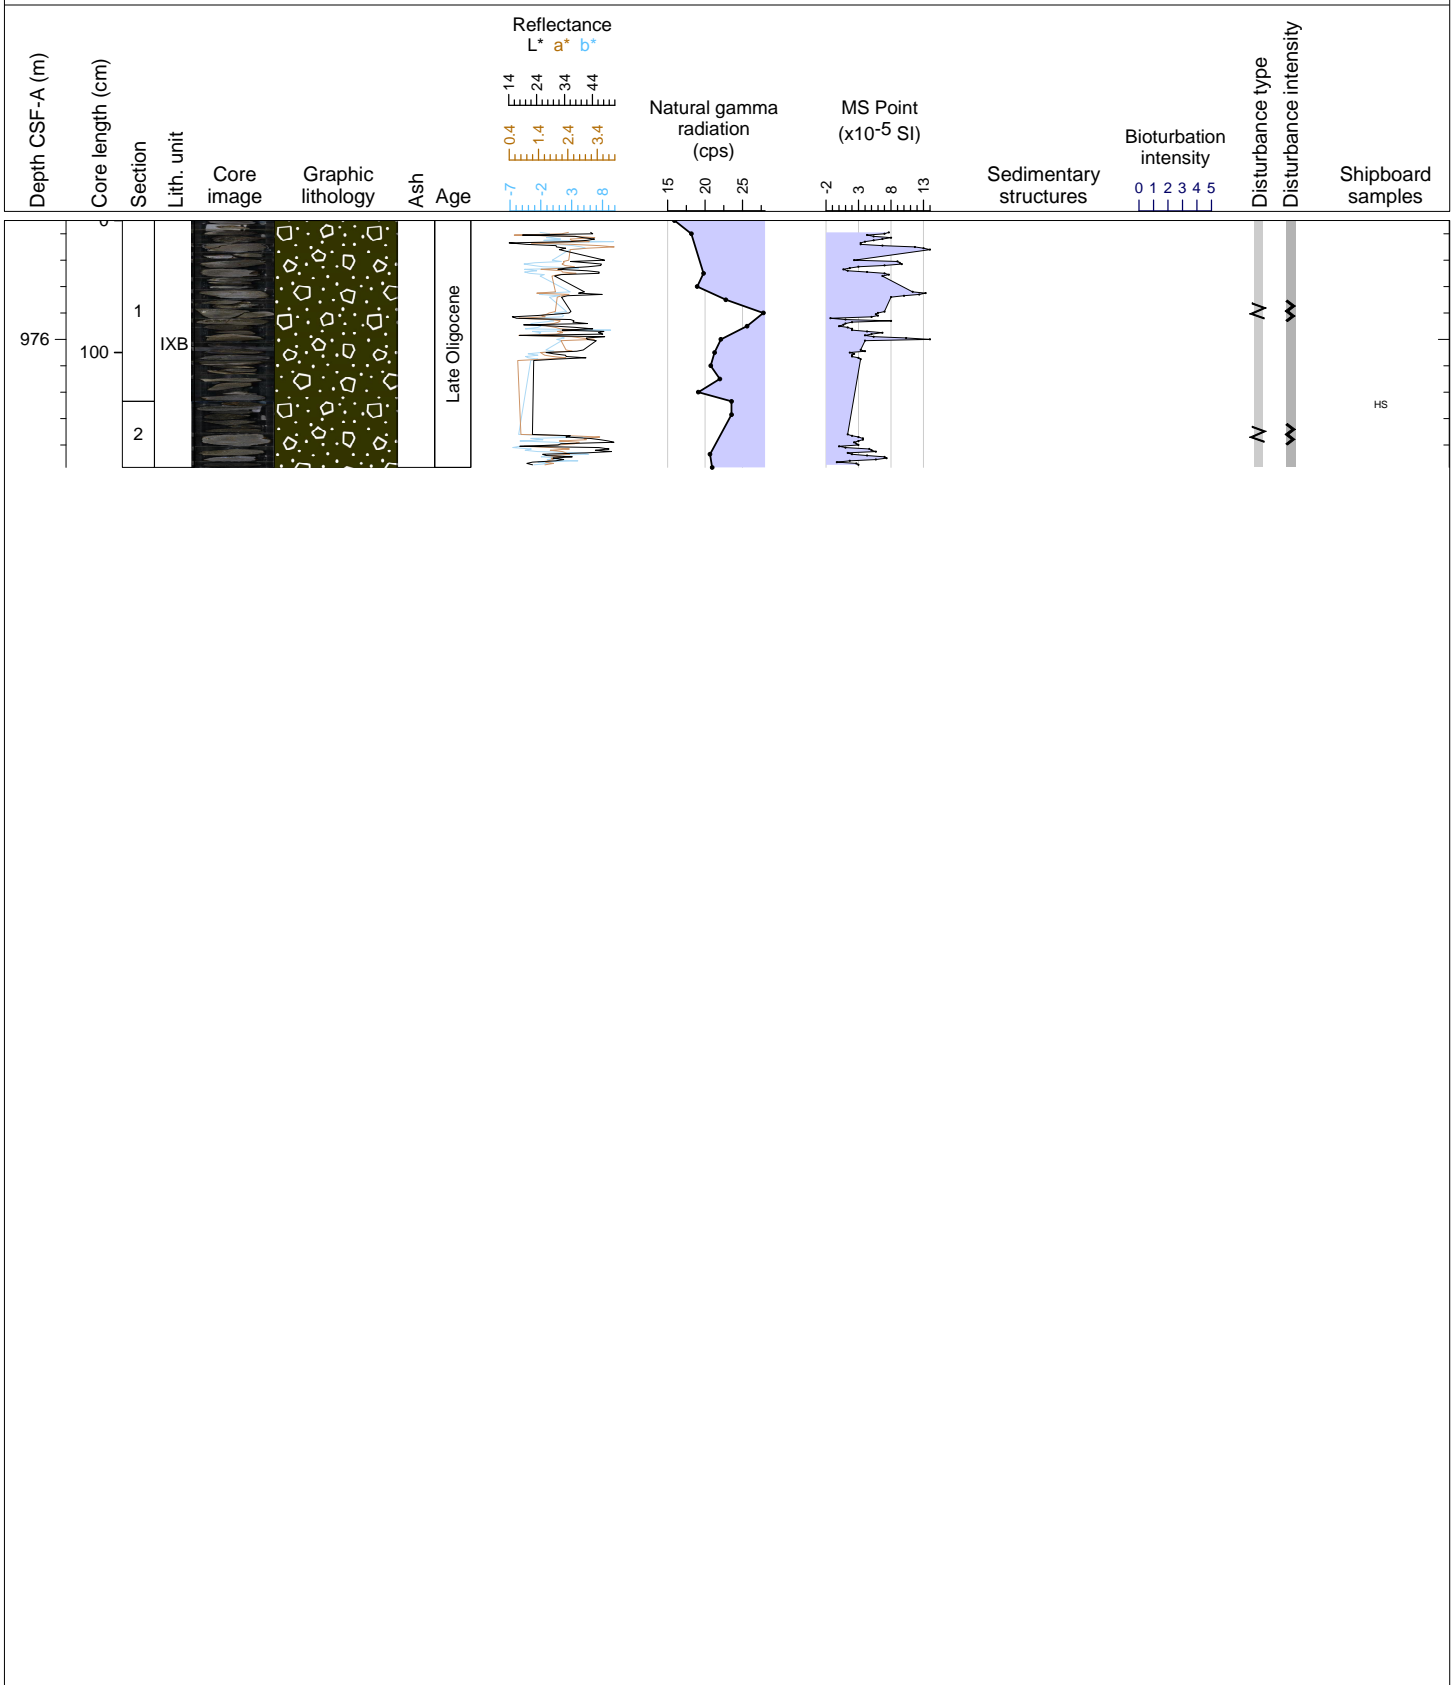 Depth CSF-A (m)
Core length (cm)
Section
Lith. unit
Core
image
Graphic
lithology
Ash
Age
Reflectance
L* a* b*
14 24 34 44
0.4 1.4 2.4 3.4
-7 -2 3 8
Natural gamma
radiation
(cps)
15 20 25
MS Point
(x10-5 SI)
-2 3 8 13
Sedimentary
structures
Bioturbation
intensity
0 1 2 3 4 5
Disturbance type
Disturbance intensity
Shipboard
samples
0
1
976
100
IXB
Late Oligocene
2
HS